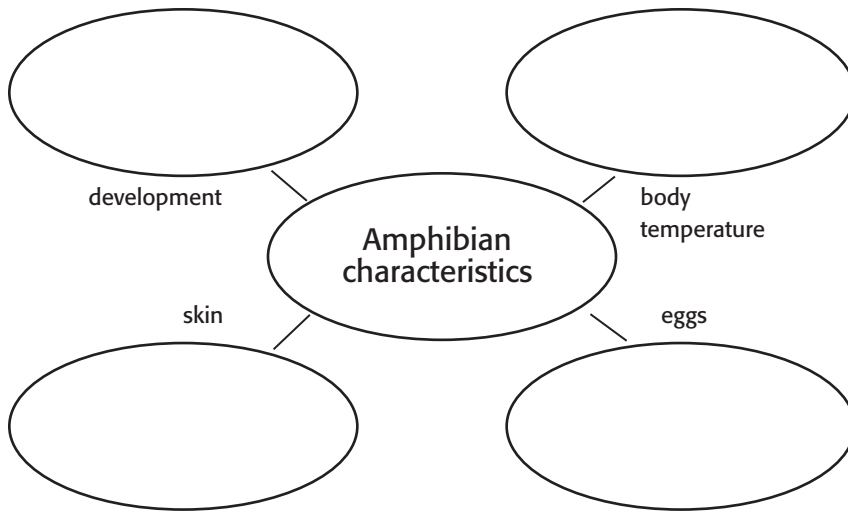 development
body
temperature
Amphibian
characteristics
skin
eggs